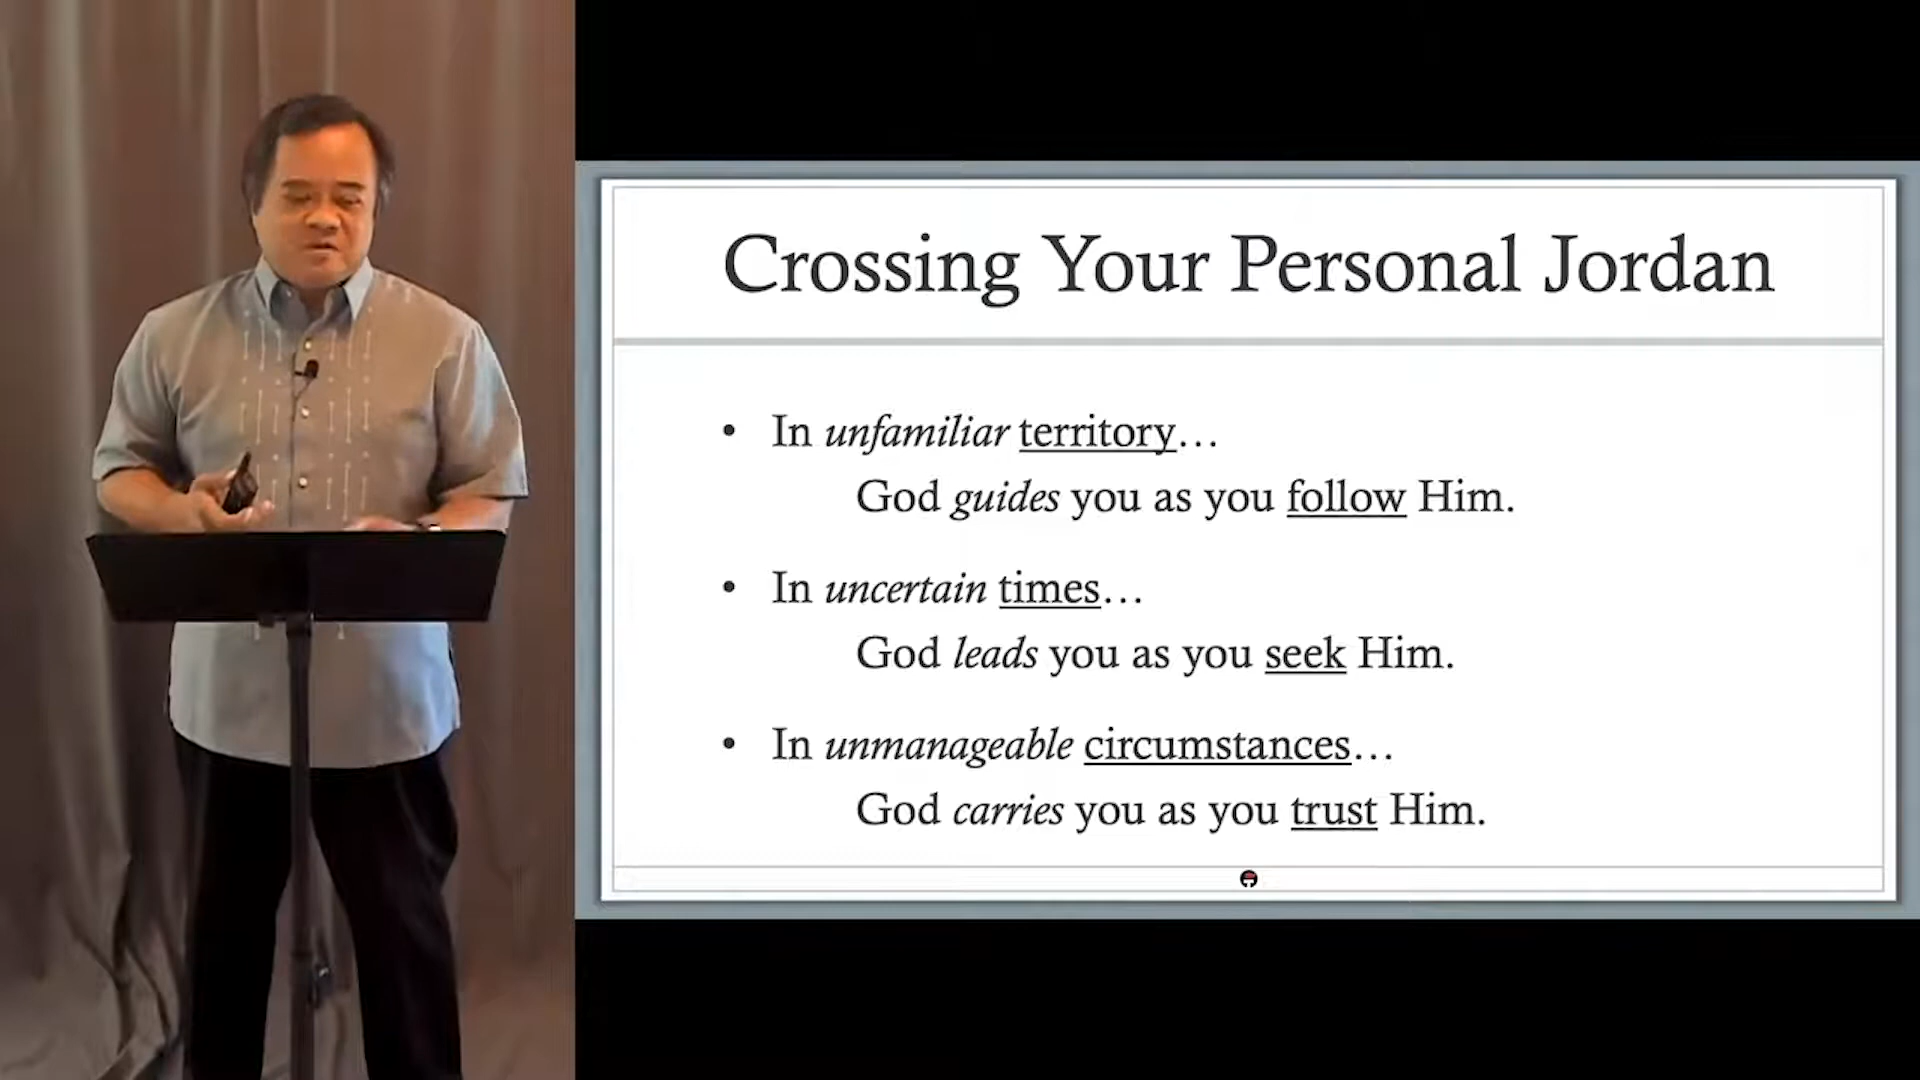 Crossing Your Personal Jordan
• In unfamiliar territory…
God guides you as you follow Him.
• In uncertain times…
God leads you as you seek Him.
• In unmanageable circumstances…
God carries you as you trust Him.